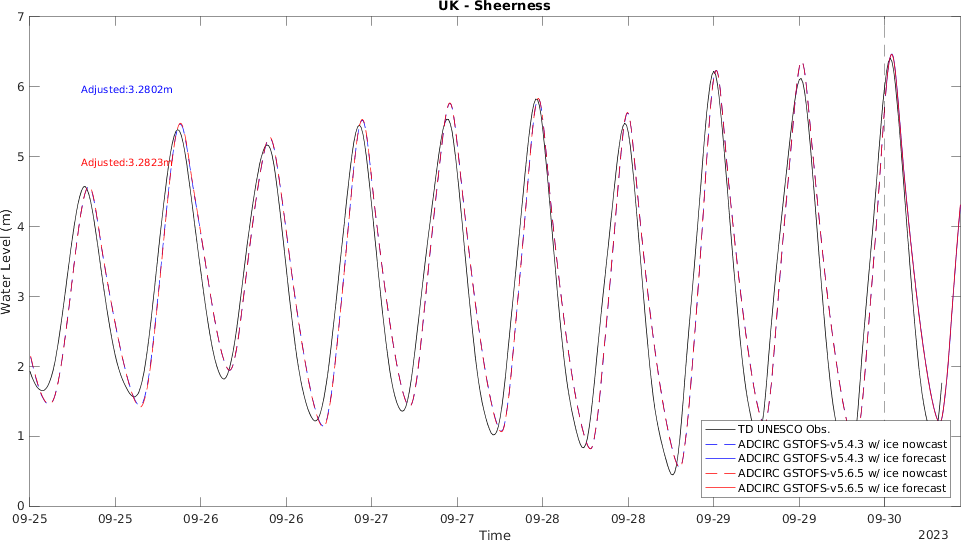 UK - Sheerness
7
6
5
4
3
2
1
0
Water Level (m)
Adjusted:3.2802m
Adjusted:3.2823m
TD UNESCO Obs.
ADCIRC GSTOFS-v5.4.3 w/ ice nowcast
ADCIRC GSTOFS-v5.4.3 w/ ice forecast
ADCIRC GSTOFS-v5.6.5 w/ ice nowcast
ADCIRC GSTOFS-v5.6.5 w/ ice forecast
09-25 09-25 09-26 09-26 09-27 09-27 09-28 09-28 09-29 09-29 09-30
Time
2023